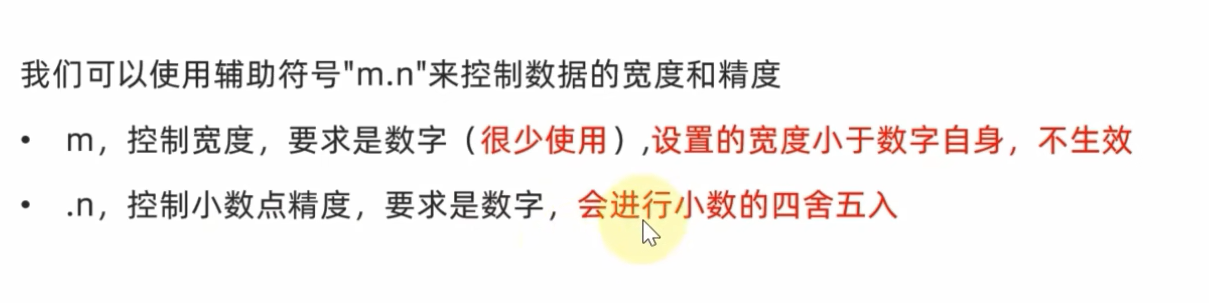 我们可以使用辅助符号"m.n"来控制数据的宽度和精度
• m，控制宽度，要求是数字（很少使用）,设置的宽度小于数字自身，不生效
• .n，控制小数点精度，要求是数字，会进行小数的四舍五入